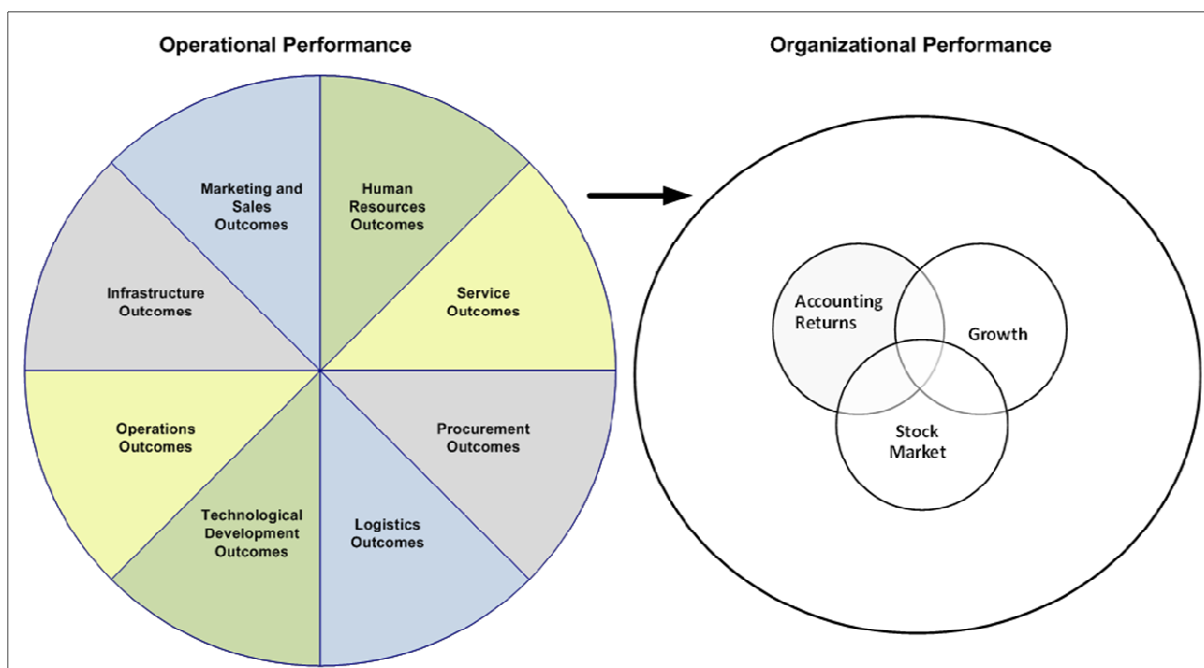 Operational Performance
Organizational Performance
Marketing and
Sales
Outcomes
Human
Resources
Outcomes
Infrastructure
Outcomes
Service
Outcomes
Operations
Outcomes
Procurement
Outcomes
Technological
Development
Outcomes
Logistics
Outcomes
Accounting
Returns
Growth
Stock
Market